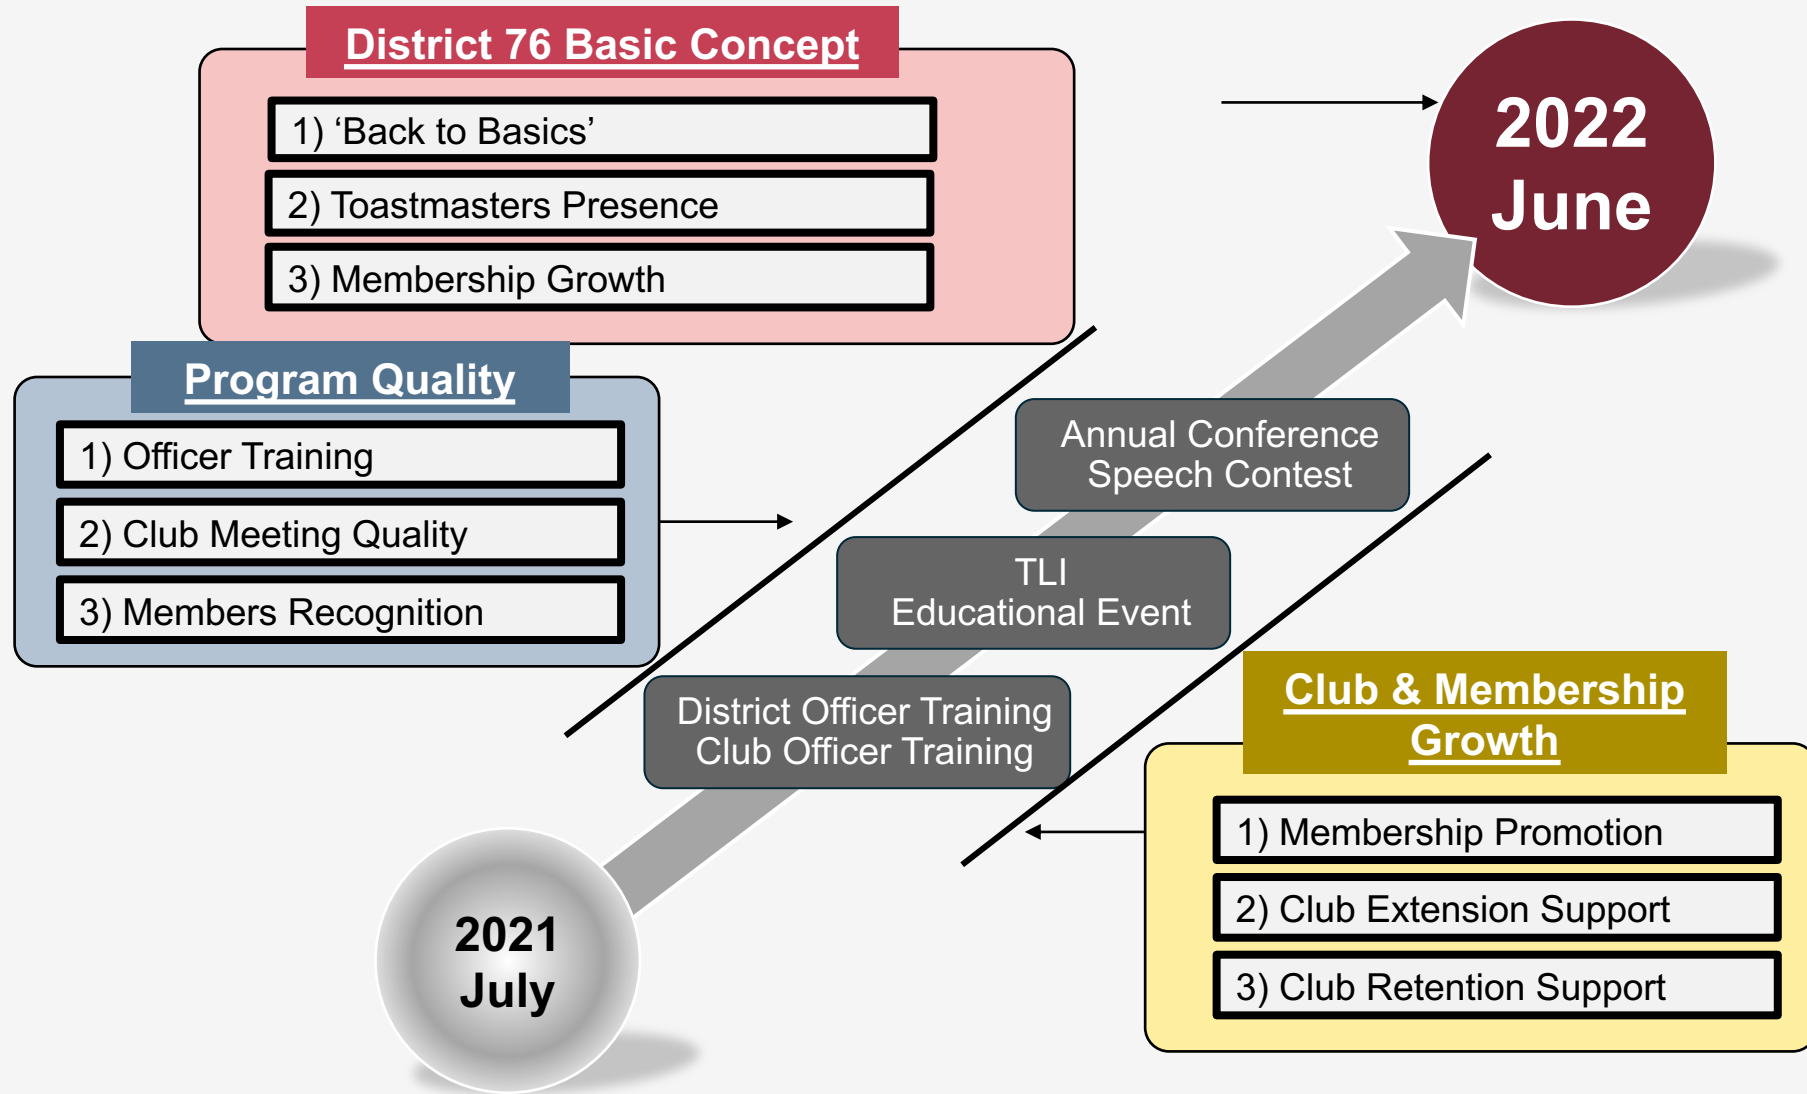 District 76 Basic Concept
1) ‘Back to Basics’
2) Toastmasters Presence
3) Membership Growth
2022
June
Program Quality
1) Officer Training
2) Club Meeting Quality
3) Members Recognition
Annual Conference
Speech Contest
TLI
Educational Event
District Officer Training
Club Officer Training
Club & Membership
Growth
1) Membership Promotion
2) Club Extension Support
3) Club Retention Support
2021
July